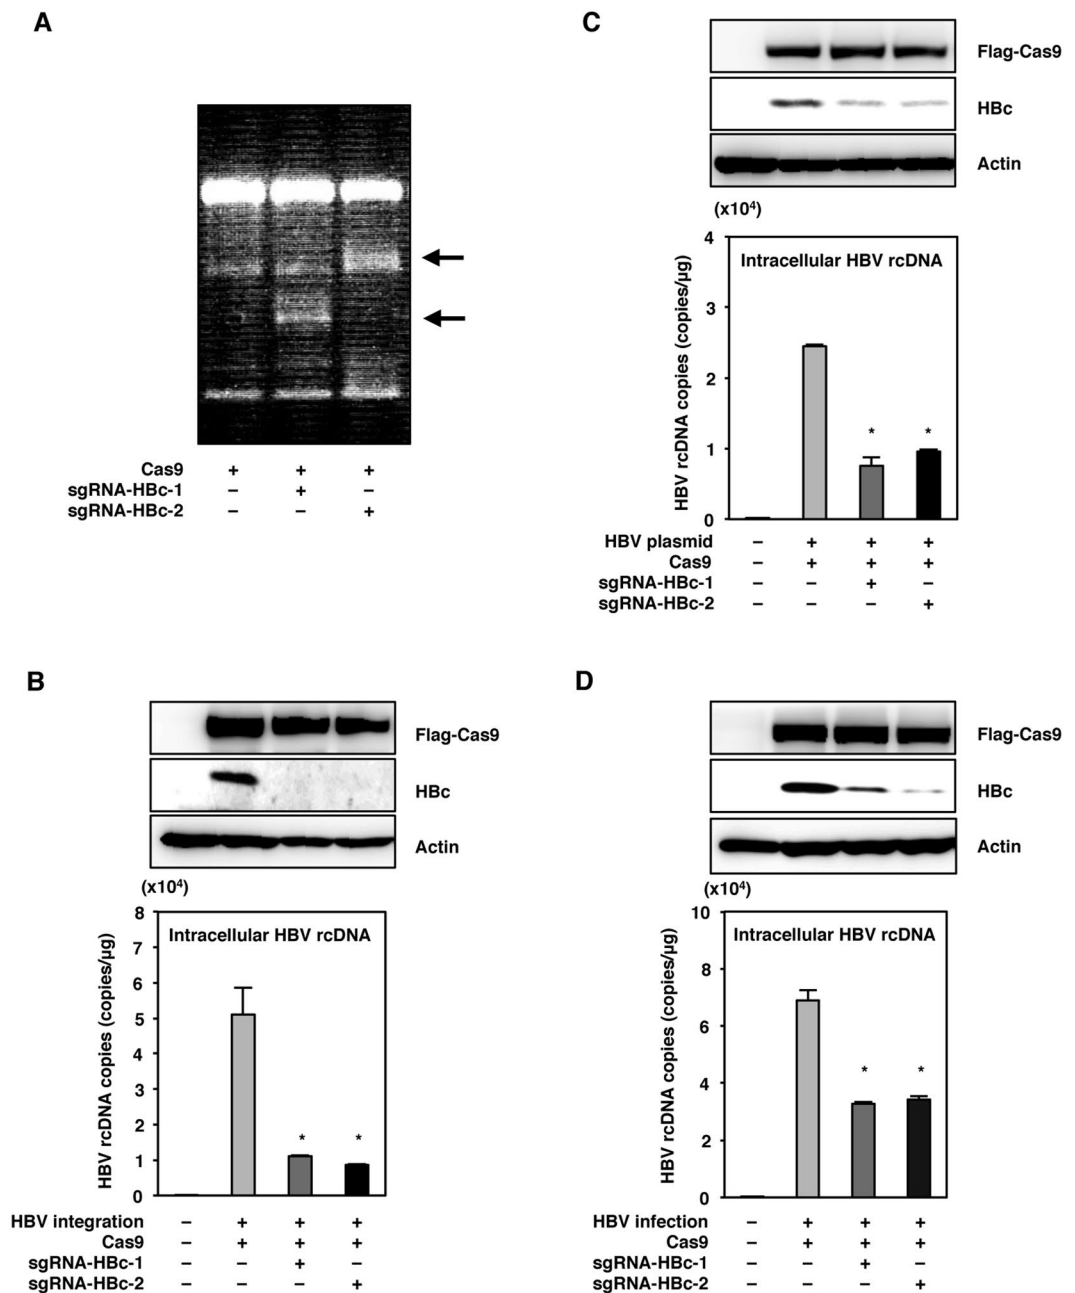 A
Cas9 + + +
sgRNA-HBc-1 – + –
sgRNA-HBc-2 – – +
B
Flag-Cas9
HBc
Actin
(x10⁴)
HBV rcDNA copies (copies/µg)
8
7
6
5
4
3
2
1
0
Intracellular HBV rcDNA
* *
HBV integration – + + +
Cas9 – + + +
sgRNA-HBc-1 – – + –
sgRNA-HBc-2 – – – +
C
Flag-Cas9
HBc
Actin
(x10⁴)
HBV rcDNA copies (copies/µg)
4
3
2
1
0
Intracellular HBV rcDNA
* *
HBV plasmid – + + +
Cas9 – + + +
sgRNA-HBc-1 – – + –
sgRNA-HBc-2 – – – +
D
Flag-Cas9
HBc
Actin
(x10⁴)
HBV rcDNA copies (copies/µg)
10
8
6
4
2
0
Intracellular HBV rcDNA
* *
HBV infection – + + +
Cas9 – + + +
sgRNA-HBc-1 – – + –
sgRNA-HBc-2 – – – +